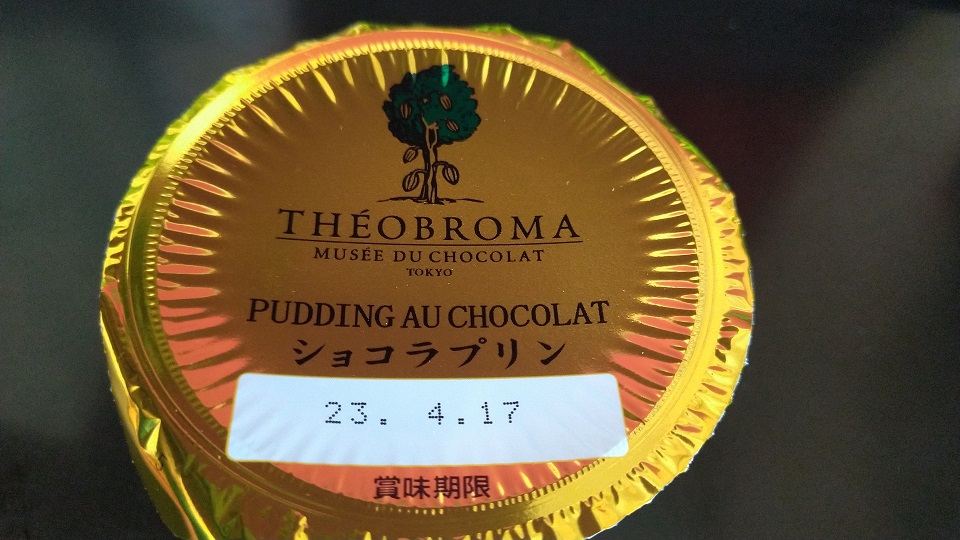 THÉOBROMA
MUSÉE DU CHOCOLAT
TOKYO
PUDDING AU CHOCOLAT
ショコラプリン
23. 4.17
賞味期限